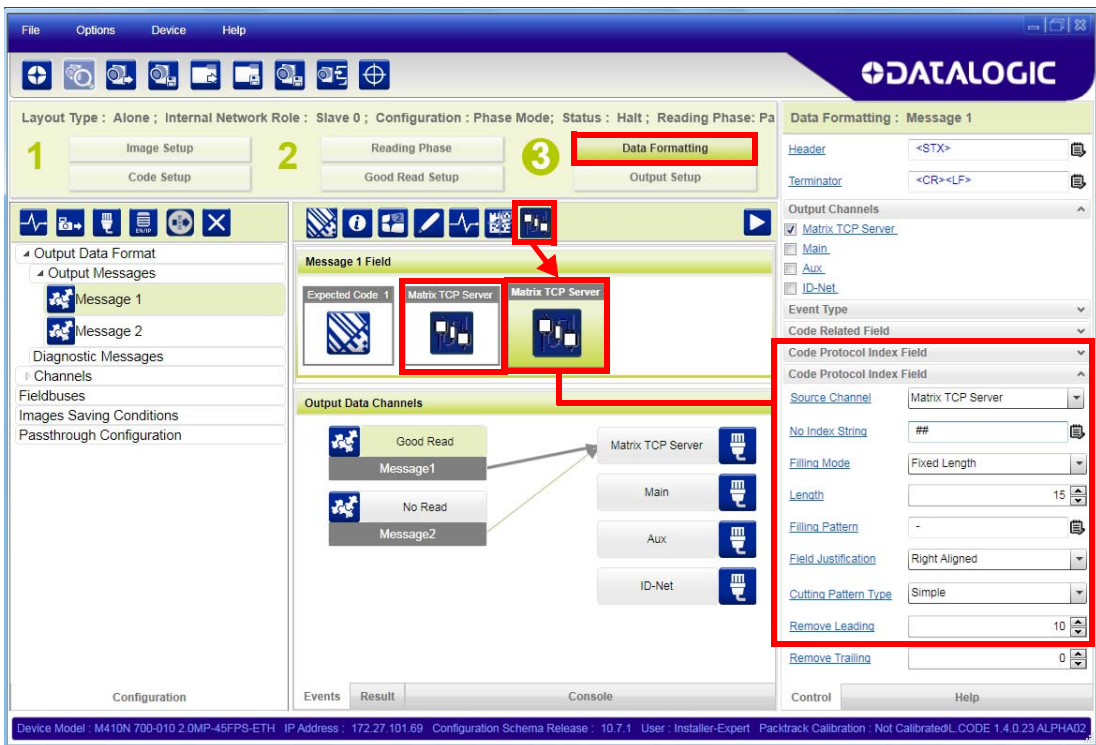 File Options Device Help
DATALOGIC
Layout Type : Alone ; Internal Network Role : Slave 0 ; Configuration : Phase Mode; Status : Halt ; Reading Phase: Pa
1 Image Setup
Code Setup
2 Reading Phase
Good Read Setup
3 Data Formatting
Output Setup
EN/IP
Output Data Format
Output Messages
Message 1
Message 2
Diagnostic Messages
Channels
Fieldbuses
Images Saving Conditions
Passthrough Configuration
Configuration
Message 1 Field
Expected Code 1
Matrix TCP Server
Matrix TCP Server
Output Data Channels
Good Read
Message1
No Read
Message2
Matrix TCP Server
Main
Aux
ID-Net
Events Result Console
Data Formatting : Message 1
Header <STX>
Terminator <CR><LF>
Output Channels
Matrix TCP Server
Main
Aux
ID-Net
Event Type
Code Related Field
Code Protocol Index Field
Code Protocol Index Field
Source Channel Matrix TCP Server
No Index String ##
Filling Mode Fixed Length
Length 15
Filling Pattern -
Field Justification Right Aligned
Cutting Pattern Type Simple
Remove Leading 10
Remove Trailing 0
Control Help
Device Model : M410N 700-010 2.0MP-45FPS-ETH IP Address : 172.27.101.69 Configuration Schema Release : 10.7.1 User : Installer-Expert Packtrack Calibration : Not Calibrated DL.CODE 1.4.0.23 ALPHA02